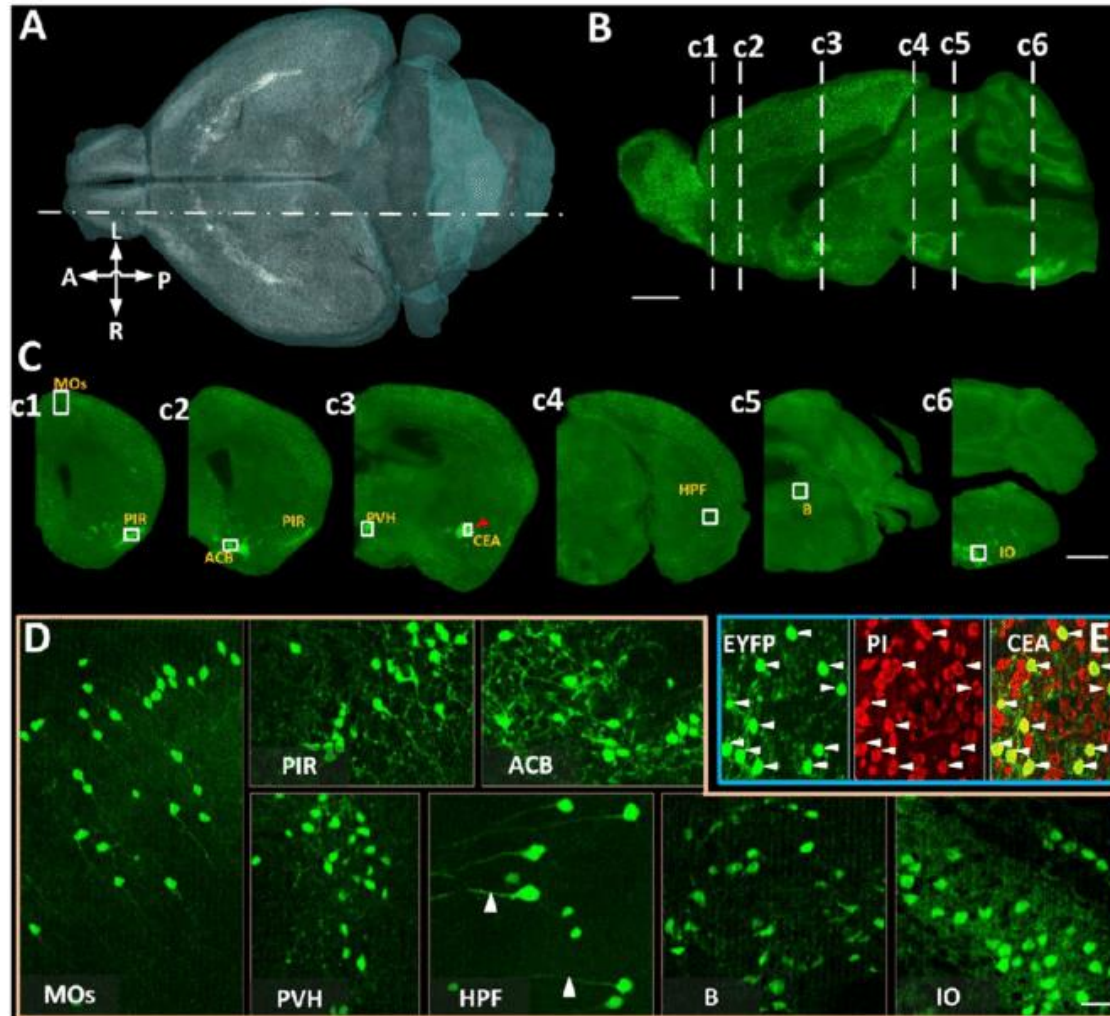 A
L
A P
R
B
c1 c2 c3 c4 c5 c6
C
c1 c2 c3 c4 c5 c6
MOs
PIR
ACB
PIR
PVH
CEA
HPF
B
IO
D
PIR
ACB
EYFP PI CEA E
MOs
PVH
HPF
B
IO